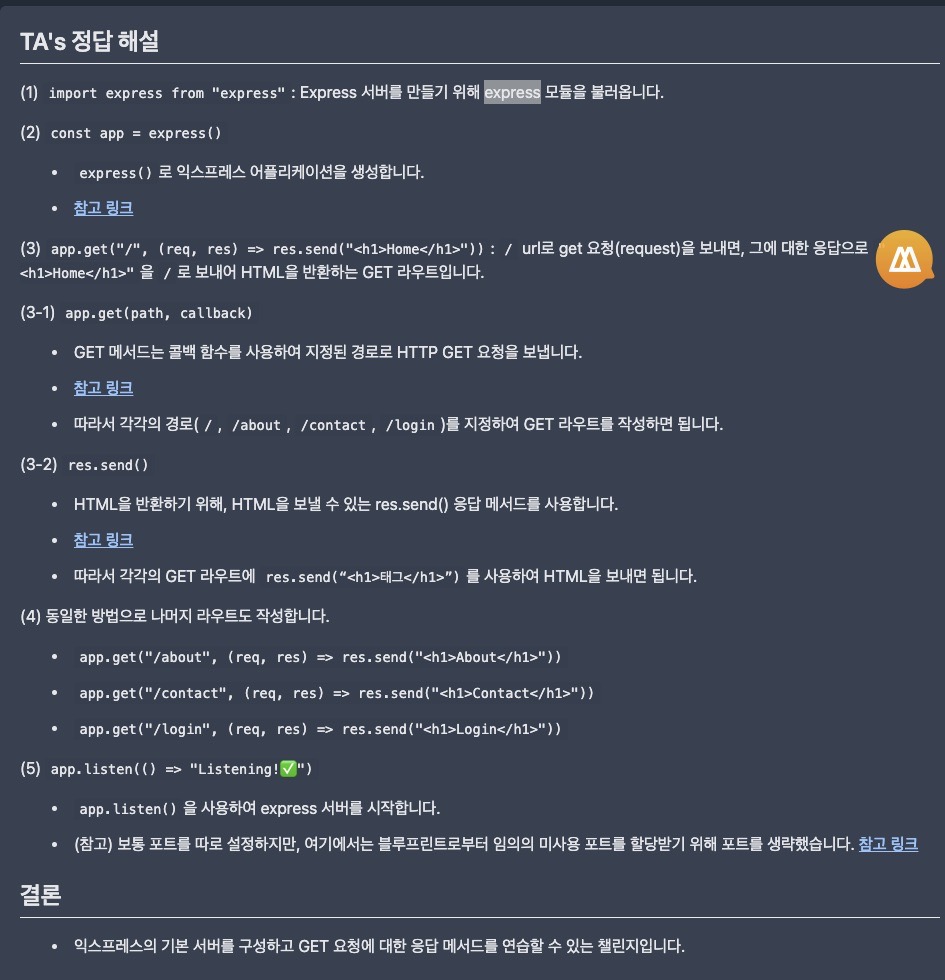 TA's 정답 해설
(1) import express from "express" : Express 서버를 만들기 위해 express 모듈을 불러옵니다.
(2) const app = express()
• express() 로 익스프레스 어플리케이션을 생성합니다.
• 참고 링크
(3) app.get("/", (req, res) => res.send("<h1>Home</h1>")) : / url로 get 요청(request)을 보내면, 그에 대한 응답으로 "
<h1>Home</h1>" 을 / 로 보내어 HTML을 반환하는 GET 라우트입니다.
(3-1) app.get(path, callback)
• GET 메서드는 콜백 함수를 사용하여 지정된 경로로 HTTP GET 요청을 보냅니다.
• 참고 링크
• 따라서 각각의 경로( / , /about , /contact , /login )를 지정하여 GET 라우트를 작성하면 됩니다.
(3-2) res.send()
• HTML을 반환하기 위해, HTML을 보낼 수 있는 res.send() 응답 메서드를 사용합니다.
• 참고 링크
• 따라서 각각의 GET 라우트에 res.send(“<h1>태그</h1>”) 를 사용하여 HTML을 보내면 됩니다.
(4) 동일한 방법으로 나머지 라우트도 작성합니다.
• app.get("/about", (req, res) => res.send("<h1>About</h1>"))
• app.get("/contact", (req, res) => res.send("<h1>Contact</h1>"))
• app.get("/login", (req, res) => res.send("<h1>Login</h1>"))
(5) app.listen(() => "Listening!✅")
• app.listen() 을 사용하여 express 서버를 시작합니다.
• (참고) 보통 포트를 따로 설정하지만, 여기에서는 블루프린트로부터 임의의 미사용 포트를 할당받기 위해 포트를 생략했습니다. 참고 링크
결론
• 익스프레스의 기본 서버를 구성하고 GET 요청에 대한 응답 메서드를 연습할 수 있는 챌린지입니다.